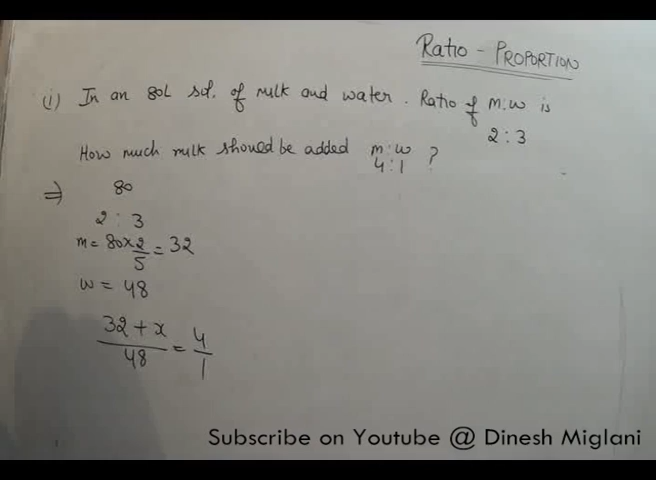 Ratio - PROPORTION
(i) In an 80L sol. of milk and water. Ratio of m:w is
2 : 3
How much milk should be added m:w ?
4:1
⇒ 80
2 : 3
m = 80×2/5 = 32
w = 48
32 + x/48 = 4/1
Subscribe on Youtube @ Dinesh Miglani